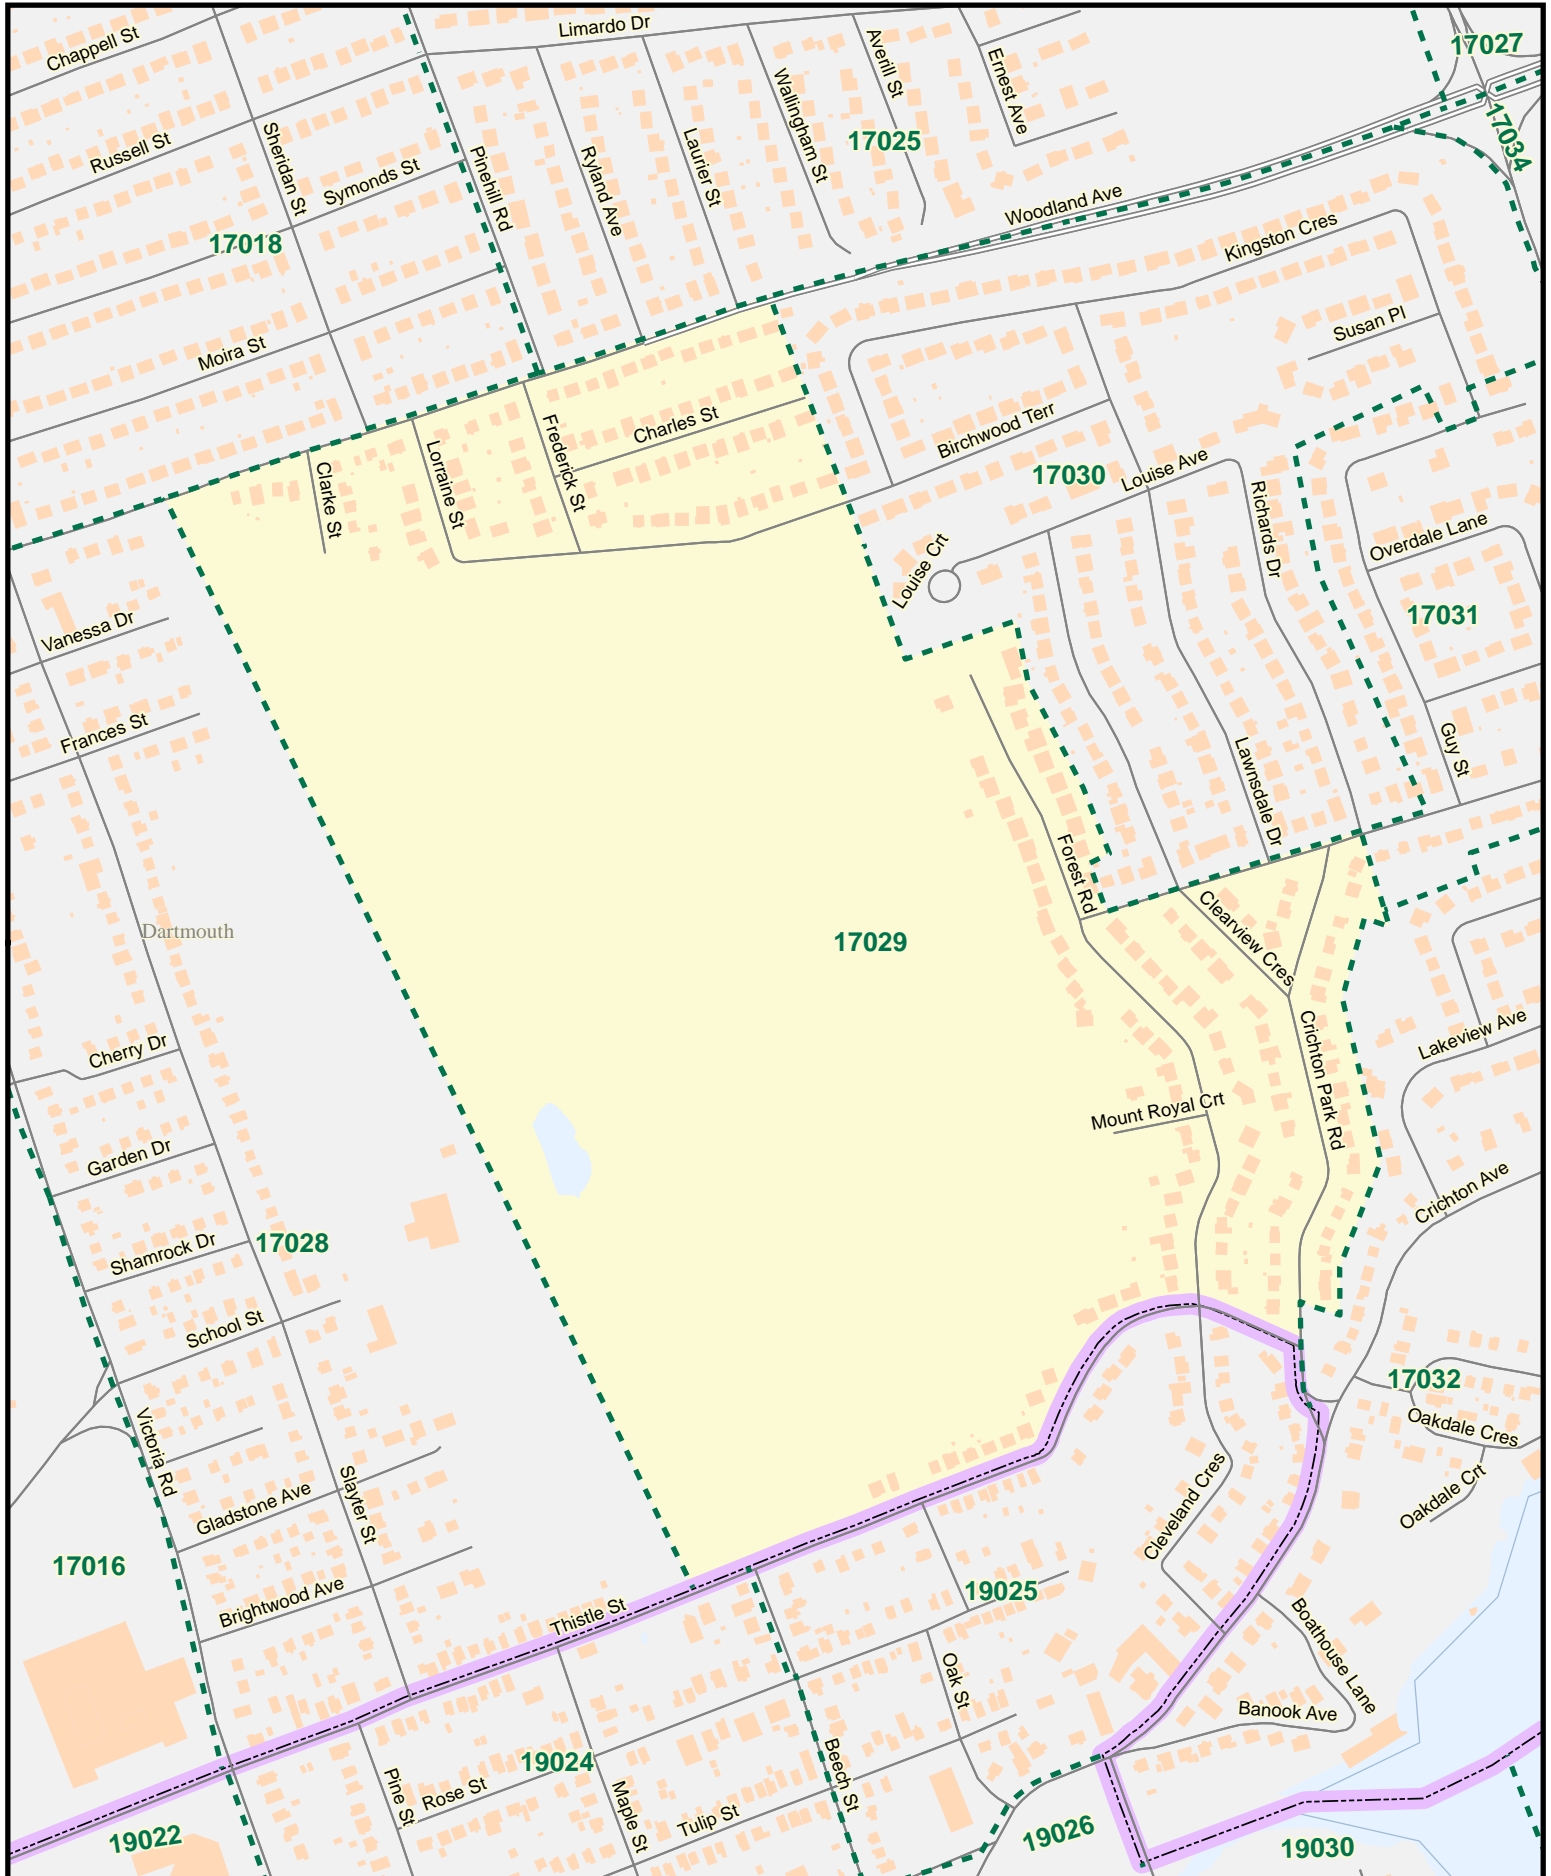 Chappell St
Limardo Dr
Averill St
Ernest Ave
17027
Russell St
Sheridan St
Symonds St
Pinehill Rd
Ryland Ave
Laurier St
Wallingham St
17025
17034
17018
Woodland Ave
Kingston Cres
Moira St
Susan Pl
Clarke St
Lorraine St
Frederick St
Charles St
Birchwood Terr
17030
Louise Ave
Richards Dr
Overdale Lane
Louise Crt
17031
Vanessa Dr
Frances St
Guy St
Lawnsdale Dr
Forest Rd
Dartmouth
17029
Clearview Cres
Crichton Park Rd
Lakeview Ave
Cherry Dr
Mount Royal Crt
Garden Dr
Crichton Ave
Shamrock Dr
17028
School St
17032
Victoria Rd
Oakdale Cres
Slayter St
Gladstone Ave
Cleveland Cres
Oakdale Crt
17016
Brightwood Ave
Thistle St
19025
Boathouse Lane
Oak St
Banook Ave
19024
Beech St
Pine St
Rose St
Maple St
Tulip St
19022
19026
19030